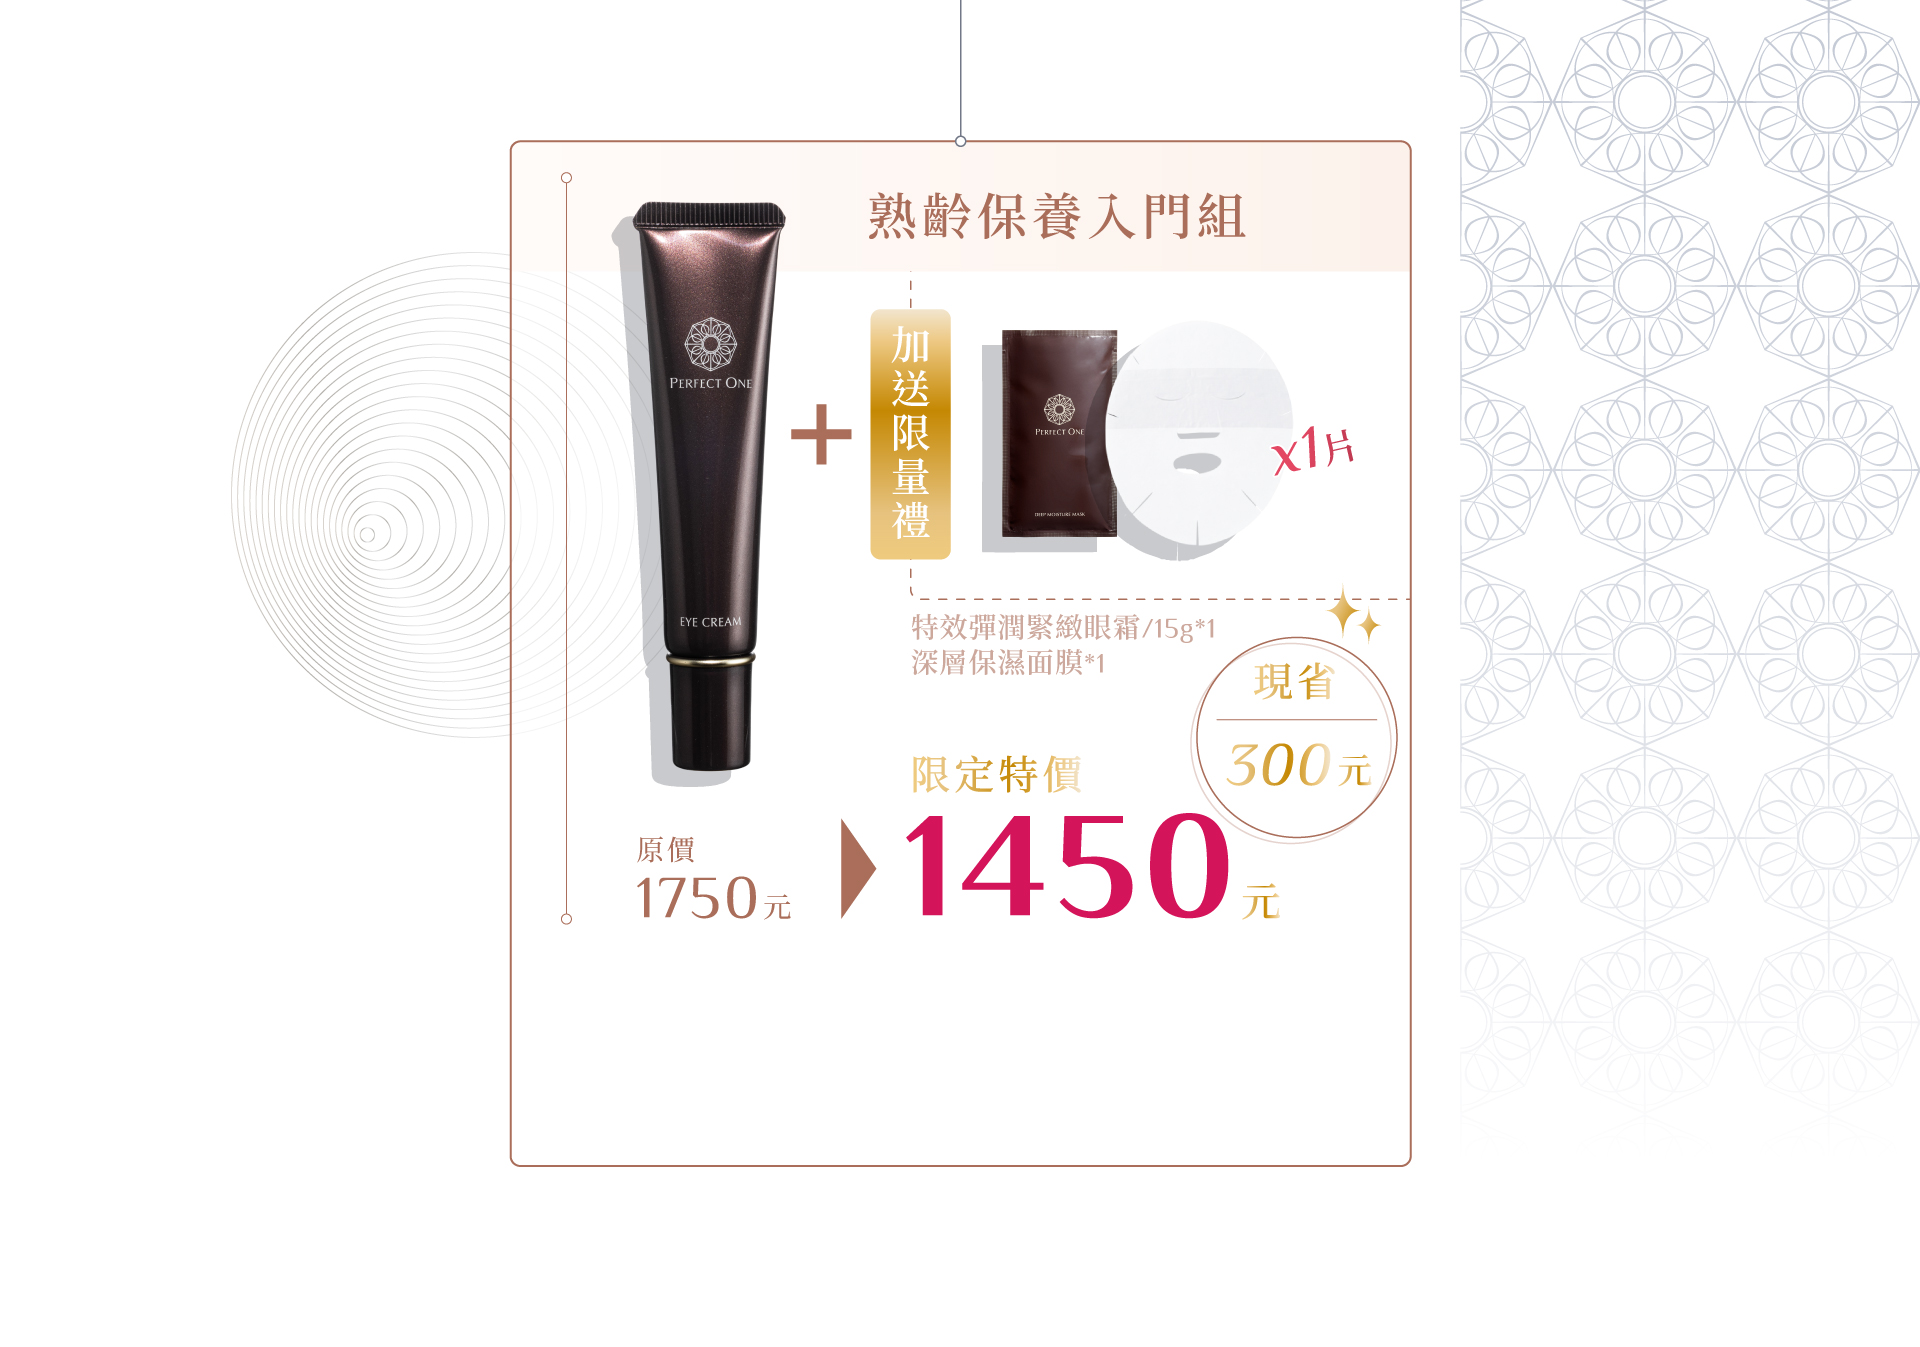 熟齡保養入門組
PERFECT ONE
EYE CREAM
加送限量禮
PERFECT ONE
DEEP MOISTURE MASK
x1片
特效彈潤緊緻眼霜/15g*1
深層保濕面膜*1
現省
300元
限定特價
1450元
原價
1750元